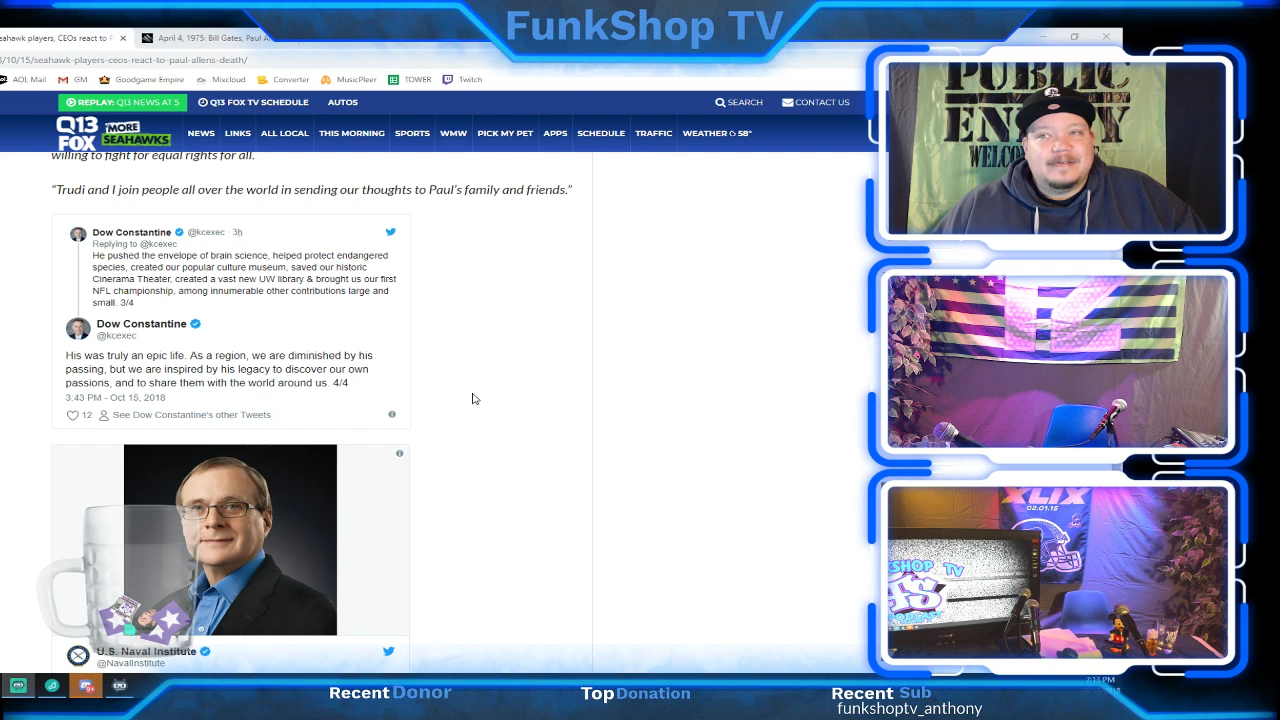 FunkShop TV
eahawk players, CEOs react to
April 4, 1975: Bill Gates, Paul
/10/15/seahawk-players-ceos-react-to-paul-allens-death/
AOL Mail GM Goodgame Empire Mixcloud Converter MusicPleer TOWER Twitch
REPLAY: Q13 NEWS AT 5 Q13 FOX TV SCHEDULE AUTOS SEARCH CONTACT US
Q13 FOX #MORE SEAHAWKS NEWS LINKS ALL LOCAL THIS MORNING SPORTS WMW PICK MY PET APPS SCHEDULE TRAFFIC WEATHER 58°
willing to fight for equal rights for all.
“Trudi and I join people all over the world in sending our thoughts to Paul’s family and friends.”
Dow Constantine @kcexec · 3h
Replying to @kcexec
He pushed the envelope of brain science, helped protect endangered
species, created our popular culture museum, saved our historic
Cinerama Theater, created a vast new UW library & brought us our first
NFL championship, among innumerable other contributions large and
small. 3/4
Dow Constantine
@kcexec
His was truly an epic life. As a region, we are diminished by his
passing, but we are inspired by his legacy to discover our own
passions, and to share them with the world around us. 4/4
3:43 PM - Oct 15, 2018
12 See Dow Constantine's other Tweets
U.S. Naval Institute
@NavalInstitute
PUBLIC
ENEMY
WELCO
XLIX
02.01.15
KSHOP TV
7:13 PM
Recent Donor
Top Donation
Recent Sub
funkshoptv_anthony